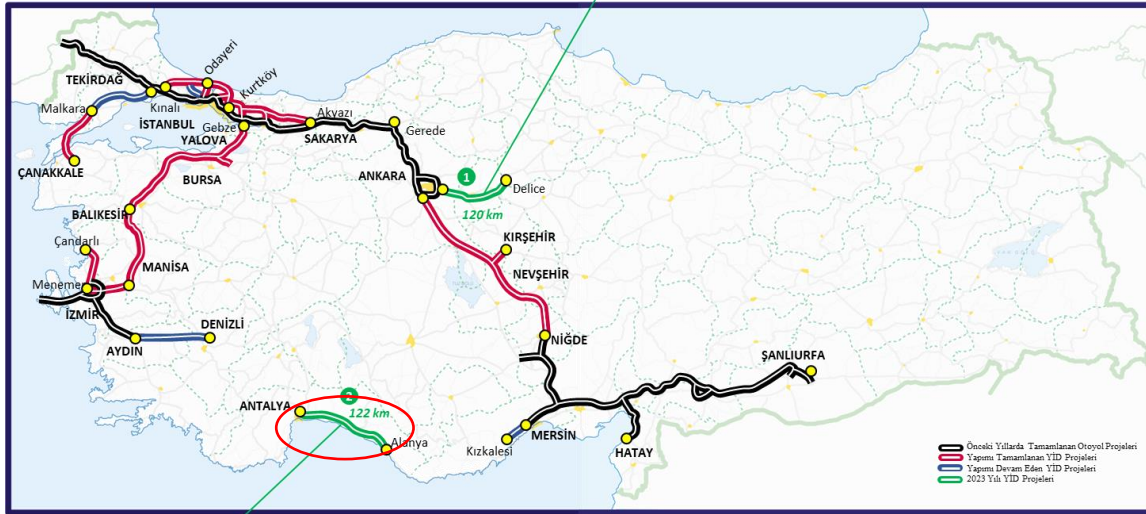 Odayeri
TEKİRDAĞ
Kurtköy
Malkara
Kınalı
Akyazı
İSTANBUL
Gebze
Gerede
YALOVA
SAKARYA
ÇANAKKALE
ANKARA
1
BURSA
Delice
120 km
BALIKESİR
Çandarlı
KIRŞEHİR
MANİSA
NEVŞEHİR
Menemen
İZMİR
DENİZLİ
NİĞDE
AYDIN
ŞANLIURFA
2
ANTALYA
122 km
Alanya
MERSİN
Kızkalesi
HATAY
Önceki Yıllarda Tamamlanan Otoyol Projeleri
Yapımı Tamamlanan YİD Projeleri
Yapımı Devam Eden YİD Projeleri
2023 Yılı YİD Projeleri